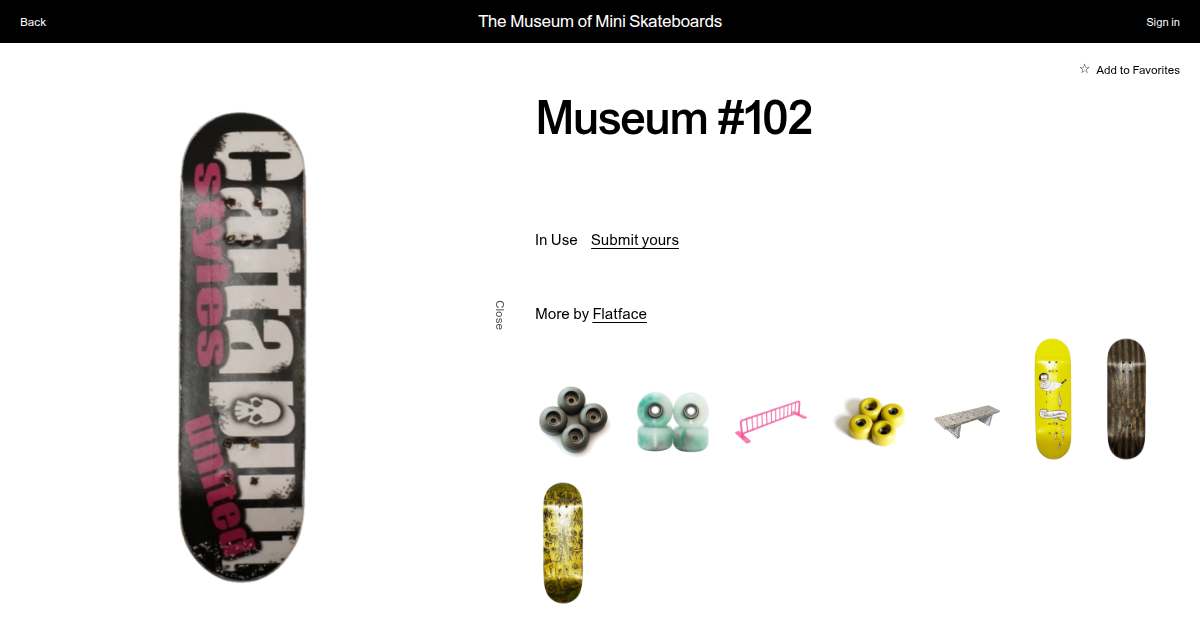 Back
The Museum of Mini Skateboards
Sign in
☆ Add to Favorites
Museum #102
In Use Submit yours
Close
More by Flatface
styles
united